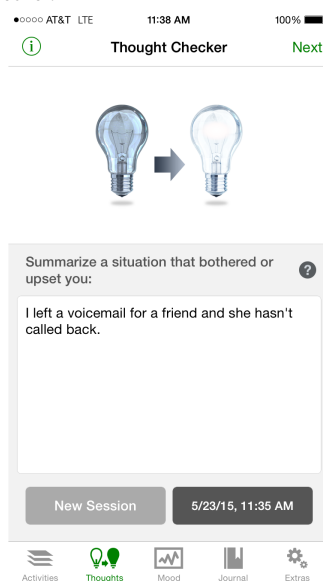 AT&T LTE 11:38 AM 100%
i Thought Checker Next
Summarize a situation that bothered or
upset you:
?
I left a voicemail for a friend and she hasn't
called back.
New Session 5/23/15, 11:35 AM
Activities Thoughts Mood Journal Extras